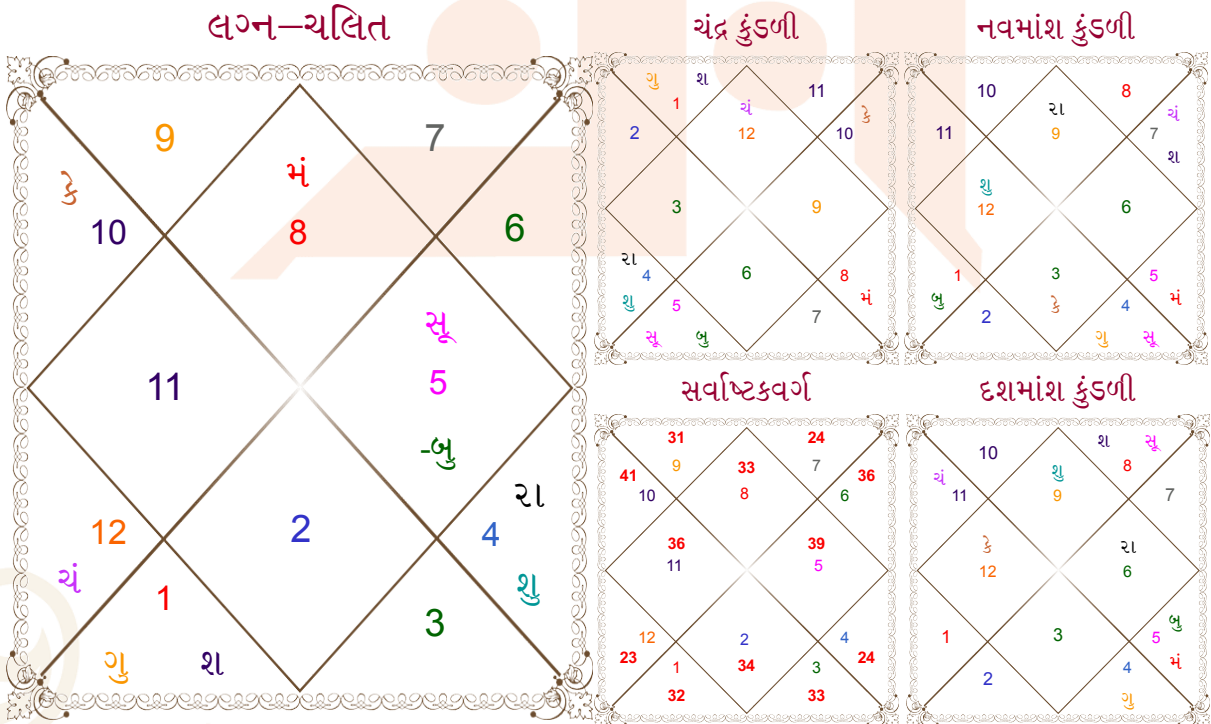 લગ્ન–ચલિત
9
7
મં
કે
10
8
6
સૂ
11
5
-બુ
રા
12
2
4
ચં
શુ
1
3
ગુ શ
ચંદ્ર કુંડળી
ગુ શ
11
1
ચં
કે
2
12
10
3
9
રા
4
6
8
શુ
5
મં
7
સૂ બુ
નવમાંશ કુંડળી
10
8
રા
ચં
11
9
7
શ
શુ
12
6
1
3
5
બુ
કે
4
મં
2
ગુ સૂ
સર્વાષ્ટકવર્ગ
31
24
9
33
7
41
36
10
8
6
36
39
11
5
12
2
4
23
1
34
3
24
32
33
દશમાંશ કુંડળી
શ સૂ
10
શુ
8
ચં
11
9
7
કે
રા
12
6
બુ
1
3
5
4
મં
2
ગુ